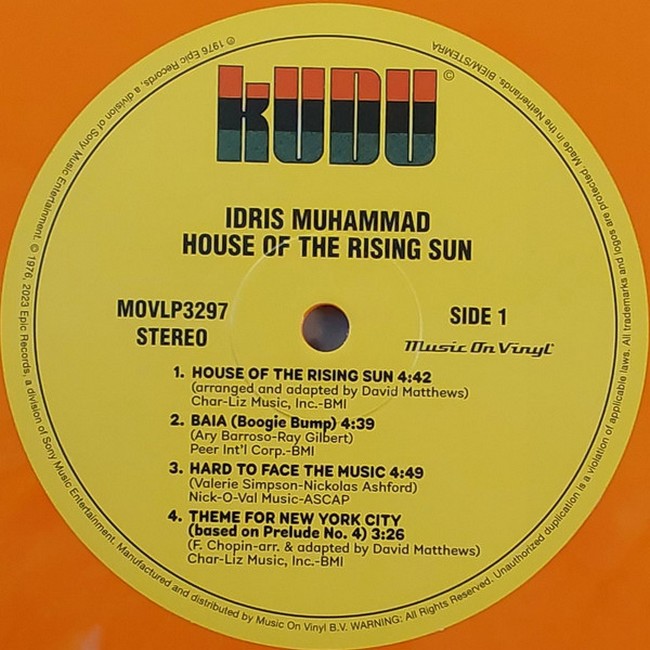 KUDU
©
IDRIS MUHAMMAD
HOUSE OF THE RISING SUN
MOVLP3297
STEREO
SIDE 1
Music On Vinyl
1. HOUSE OF THE RISING SUN 4:42
(arranged and adapted by David Matthews)
Char-Liz Music, Inc.-BMI
2. BAIA (Boogie Bump) 4:39
(Ary Barroso-Ray Gilbert)
Peer Int'l Corp.-BMI
3. HARD TO FACE THE MUSIC 4:49
(Valerie Simpson-Nickolas Ashford)
Nick-O-Val Music-ASCAP
4. THEME FOR NEW YORK CITY
(based on Prelude No. 4) 3:26
(F. Chopin-arr. & adapted by David Matthews)
Char-Liz Music, Inc.-BMI
℗ 1976 Epic Records, a division of Sony Music Entertainment. © 1976, 2023 Epic Records, a division of Sony Music Entertainment. Manufactured and distributed by Music On Vinyl B.V. WARNING: All Rights Reserved. Unauthorized duplication is a violation of applicable laws. All trademarks and logos are protected. Made in the Netherlands. BIEM/STEMRA